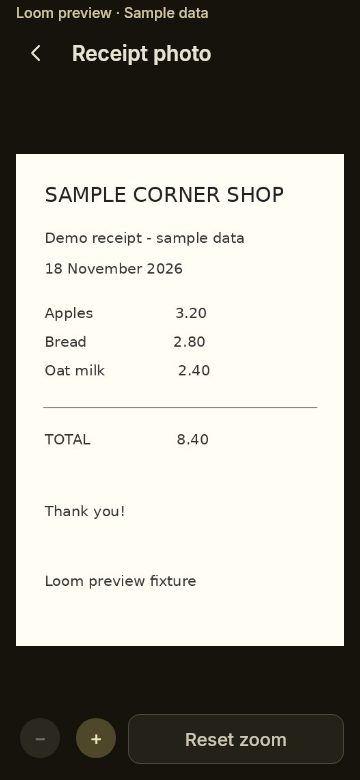 Loom preview · Sample data
Receipt photo
SAMPLE CORNER SHOP
Demo receipt - sample data
18 November 2026
Apples 3.20
Bread 2.80
Oat milk 2.40
TOTAL 8.40
Thank you!
Loom preview fixture
− + Reset zoom